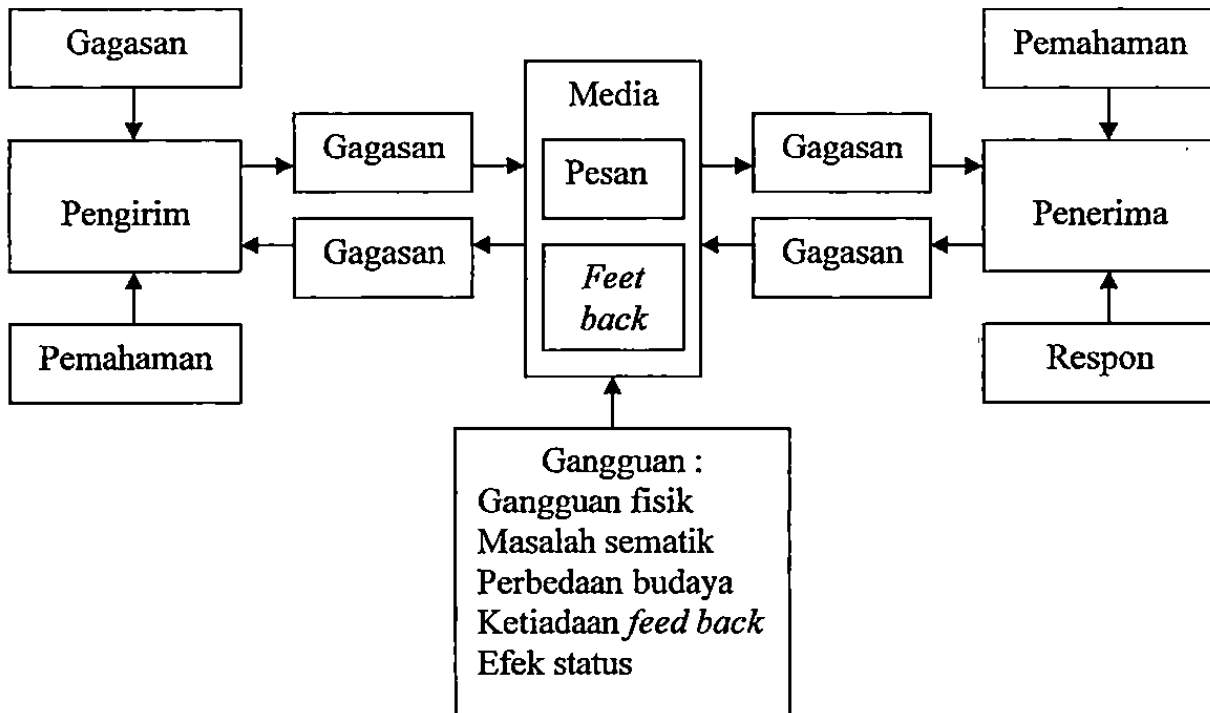 Gagasan
Pemahaman
Media
Gagasan
Gagasan
Pesan
Pengirim
Penerima
Gagasan
Gagasan
Feet
back
Pemahaman
Respon
Gangguan :
Gangguan fisik
Masalah sematik
Perbedaan budaya
Ketiadaan feed back
Efek status